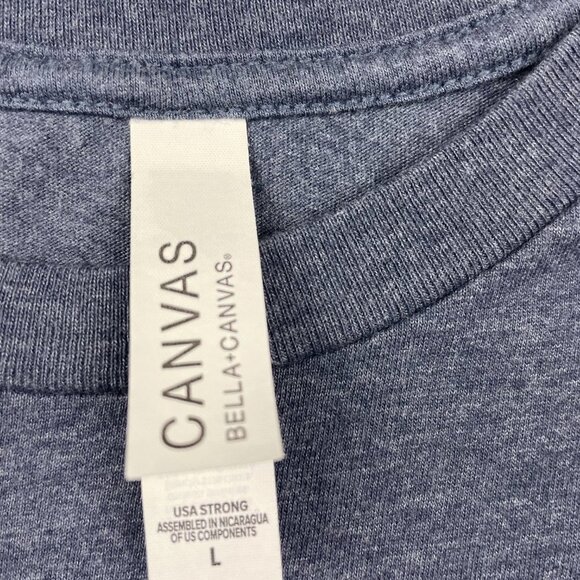 CANVAS
BELLA+CANVAS®
USA STRONG
ASSEMBLED IN NICARAGUA
OF US COMPONENTS
L